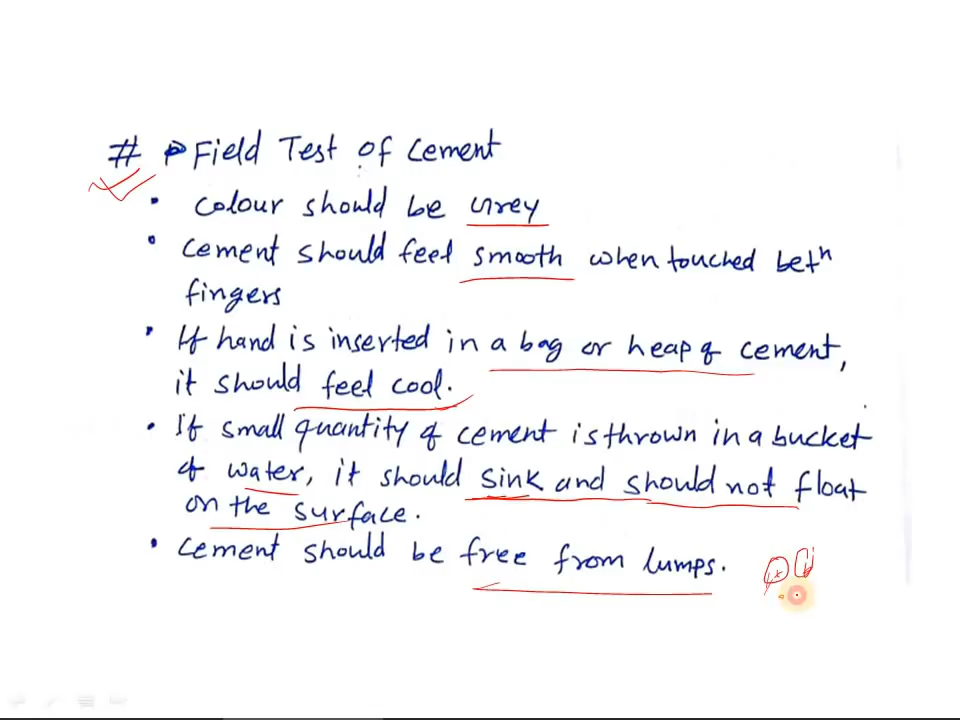 # Field Test of Cement
• Colour should be Grey
• Cement should feel smooth when touched betn
fingers
• If hand is inserted in a bag or heap of cement,
it should feel cool.
• If small quantity of cement is thrown in a bucket
of water, it should sink and should not float
on the surface.
• Cement should be free from lumps.